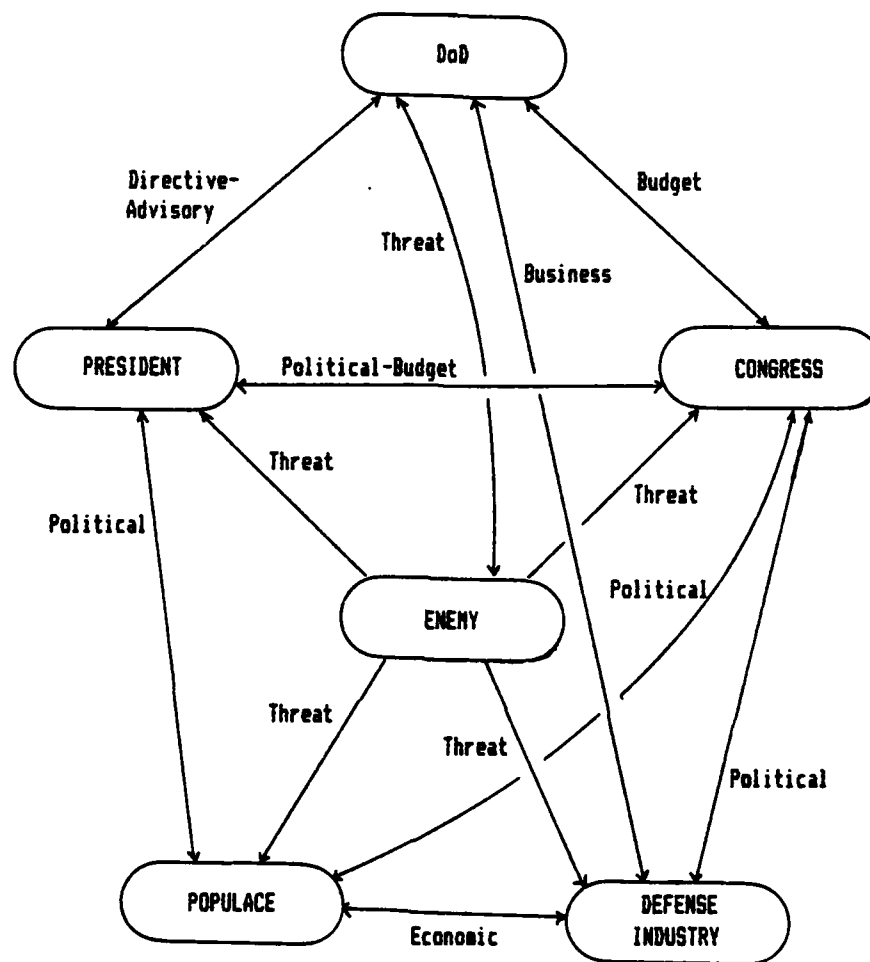 DoD
Directive-
Advisory
Budget
Threat
Business
PRESIDENT
Political-Budget
CONGRESS
Threat
Threat
Political
Political
ENEMY
Threat
Threat
Political
POPULACE
DEFENSE
INDUSTRY
Economic